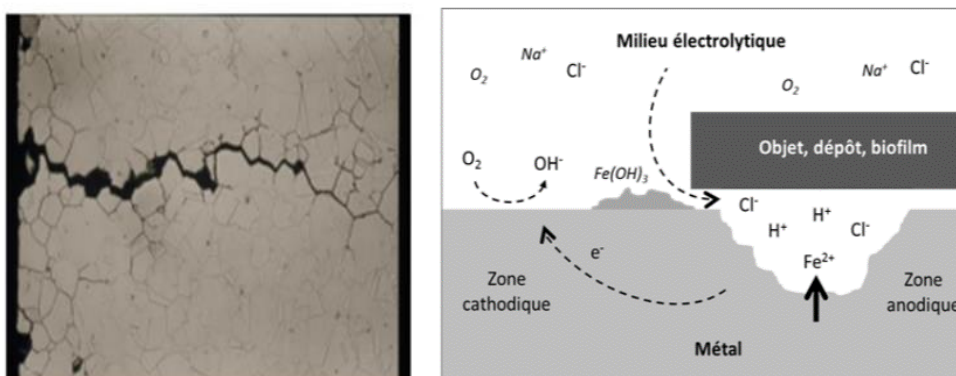 Milieu électrolytique
O₂ Na⁺ Cl⁻
O₂ Na⁺ Cl⁻
Objet, dépôt, biofilm
O₂ OH⁻
Fe(OH)₃
Cl⁻ H⁺ H⁺ Cl⁻
Fe²⁺
e⁻
Zone
cathodique
Zone
anodique
Métal